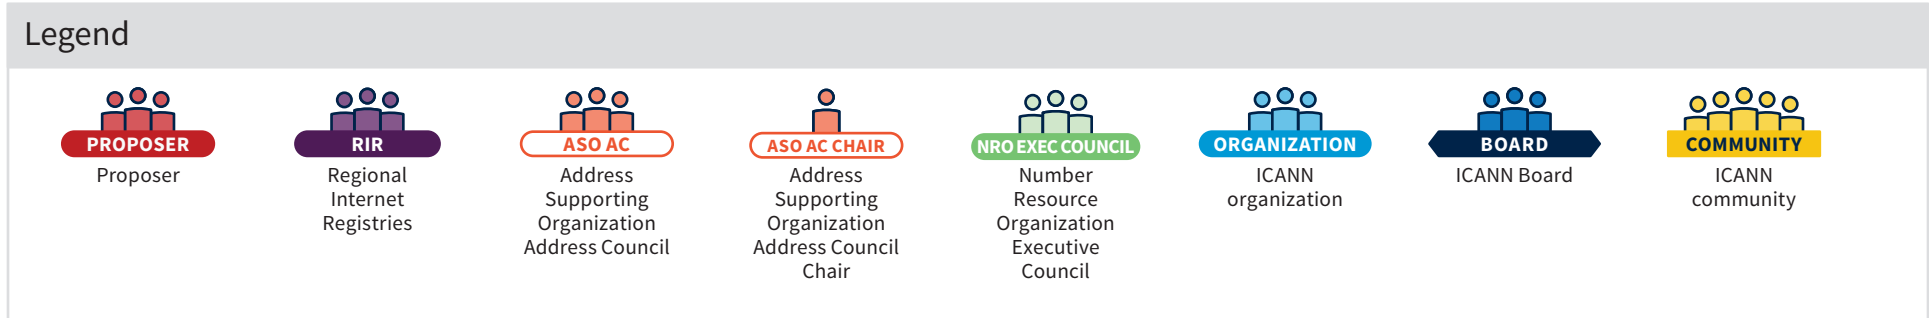 Legend
PROPOSER
Proposer
RIR
Regional
Internet
Registries
ASO AC
Address
Supporting
Organization
Address Council
ASO AC CHAIR
Address
Supporting
Organization
Address Council
Chair
NRO EXEC COUNCIL
Number
Resource
Organization
Executive
Council
ORGANIZATION
ICANN
organization
BOARD
ICANN Board
COMMUNITY
ICANN
community